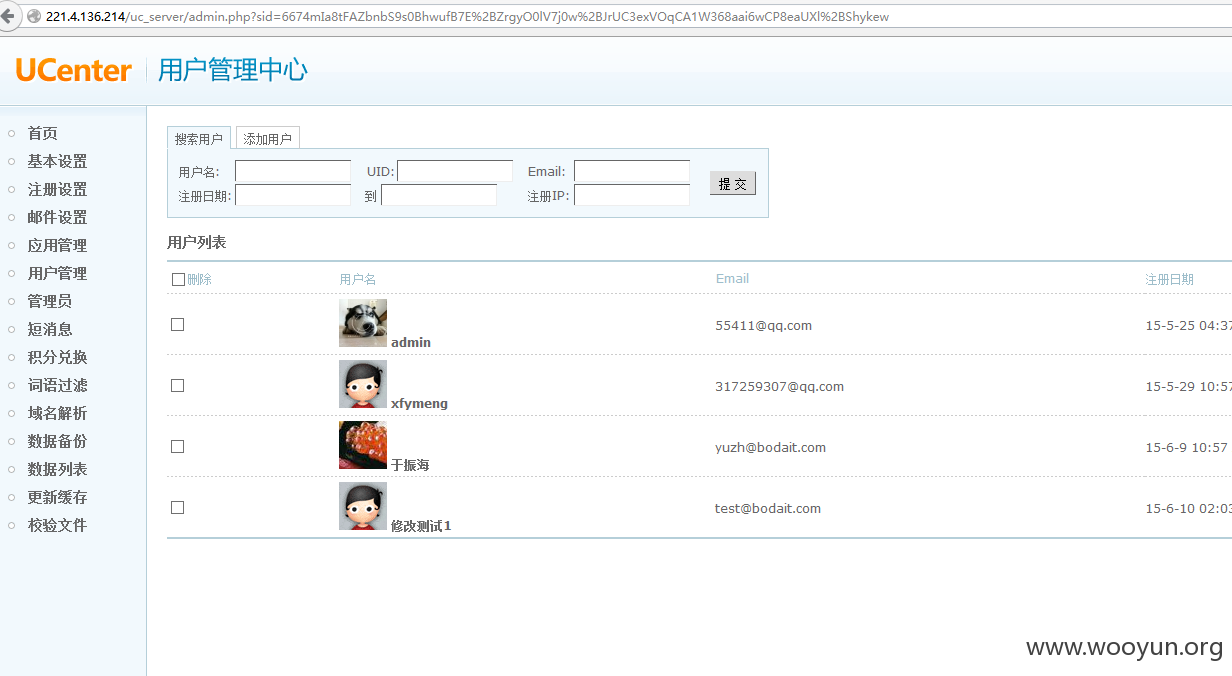 221.4.136.214/uc_server/admin.php?sid=6674mIa8tFAZbnbS9s0BhwufB7E%2BZrgyO0lV7j0w%2BJrUC3exVOqCA1W368aai6wCP8eaUXl%2BShykew
UCenter 用户管理中心
首页
基本设置
注册设置
邮件设置
应用管理
用户管理
管理员
短消息
积分兑换
词语过滤
域名解析
数据备份
数据列表
更新缓存
校验文件
搜索用户 添加用户
用户名: UID: Email:
提 交
注册日期: 到 注册IP:
用户列表
删除 用户名 Email 注册日期
admin 55411@qq.com 15-5-25 04:37
xfymeng 317259307@qq.com 15-5-29 10:57
于振海 yuzh@bodait.com 15-6-9 10:57
修改测试1 test@bodait.com 15-6-10 02:03
www.wooyun.org